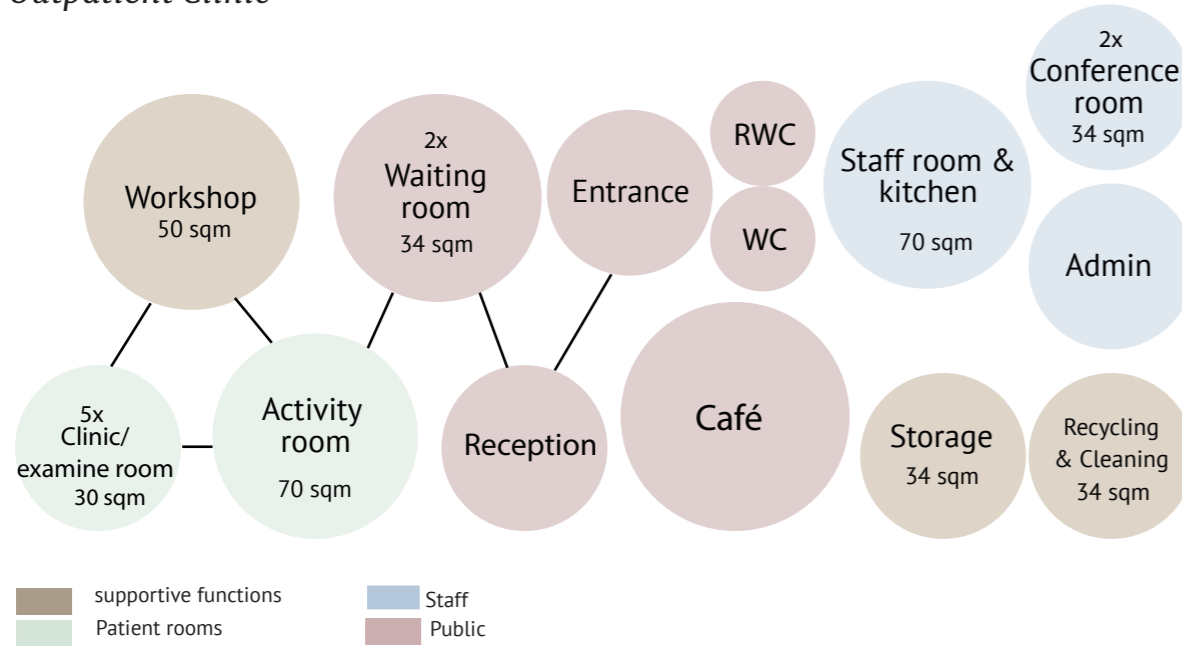 Outpatient Clinic
Workshop
50 sqm
2x
Waiting
room
34 sqm
Entrance
RWC
WC
Staff room &
kitchen
70 sqm
2x
Conference
room
34 sqm
Admin
5x
Clinic/
examine room
30 sqm
Activity
room
70 sqm
Reception
Café
Storage
34 sqm
Recycling
& Cleaning
34 sqm
supportive functions
Patient rooms
Staff
Public